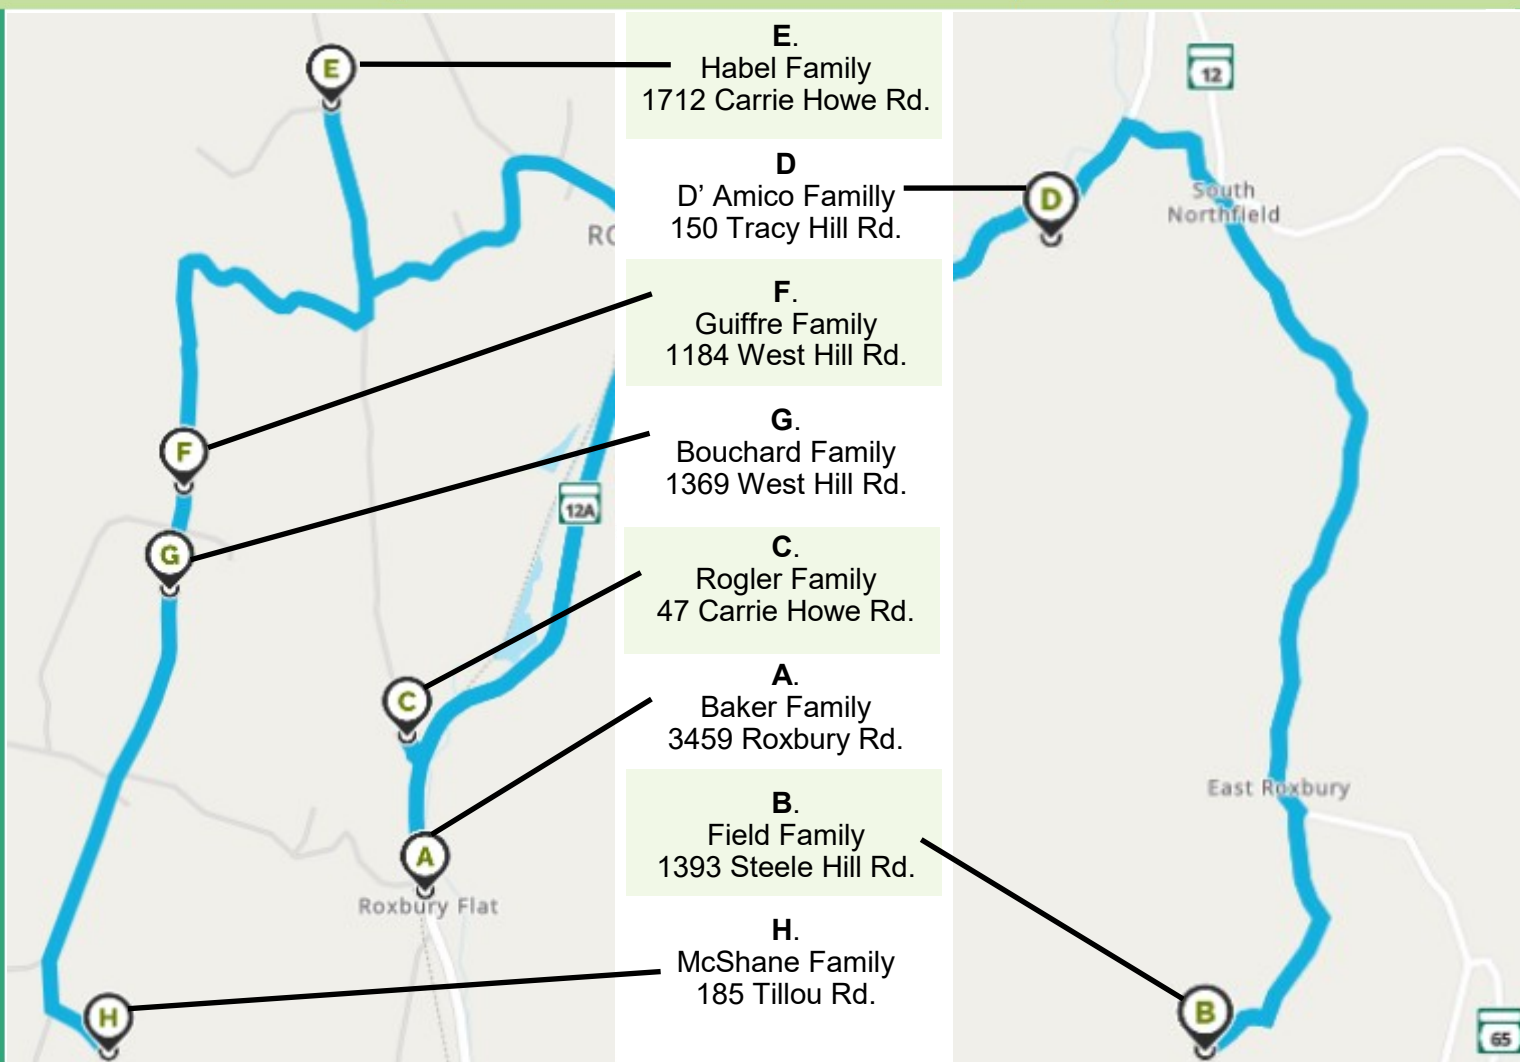 E.
Habel Family
1712 Carrie Howe Rd.
D
D’ Amico Familly
150 Tracy Hill Rd.
F.
Guiffre Family
1184 West Hill Rd.
G.
Bouchard Family
1369 West Hill Rd.
C.
Rogler Family
47 Carrie Howe Rd.
A.
Baker Family
3459 Roxbury Rd.
B.
Field Family
1393 Steele Hill Rd.
H.
McShane Family
185 Tillou Rd.
E
RO
F
G
12A
C
A
Roxbury Flat
H
12
D
South
Northfield
East Roxbury
B
65